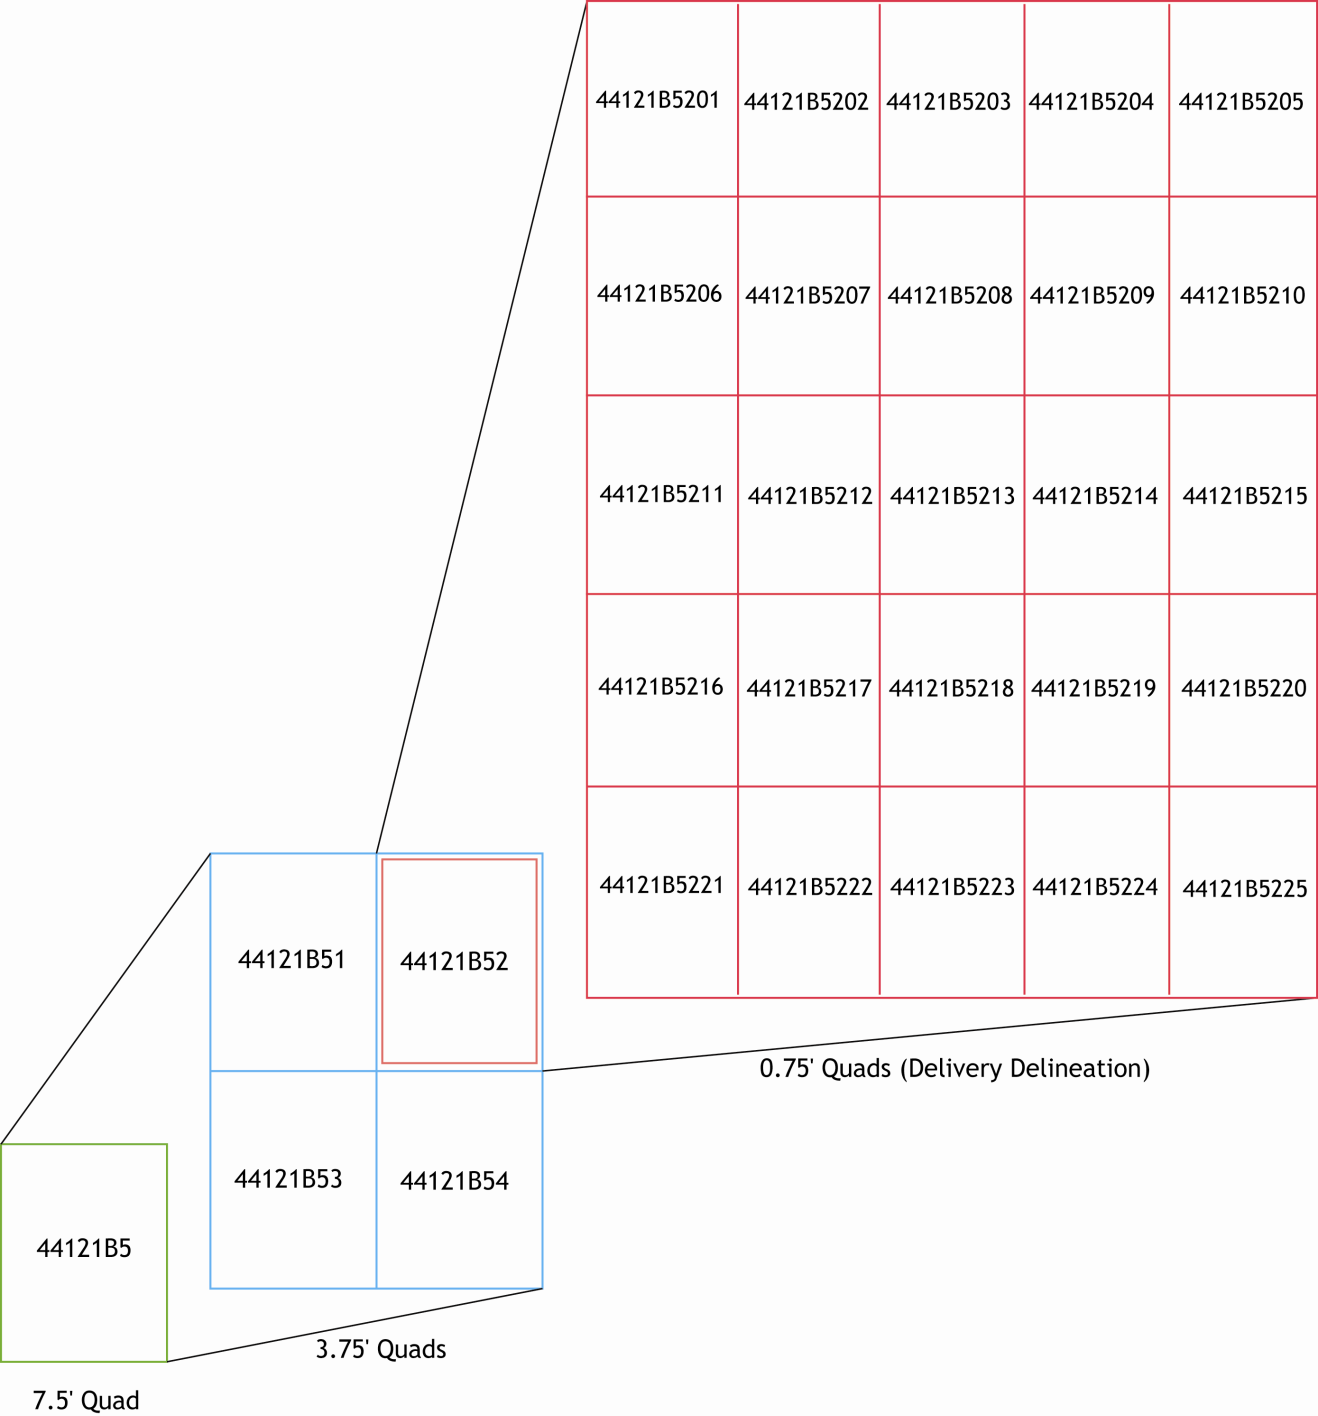 44121B5201 44121B5202 44121B5203 44121B5204 44121B5205
44121B5206 44121B5207 44121B5208 44121B5209 44121B5210
44121B5211 44121B5212 44121B5213 44121B5214 44121B5215
44121B5216 44121B5217 44121B5218 44121B5219 44121B5220
44121B5221 44121B5222 44121B5223 44121B5224 44121B5225
0.75' Quads (Delivery Delineation)
44121B51 44121B52
44121B53 44121B54
3.75' Quads
44121B5
7.5' Quad